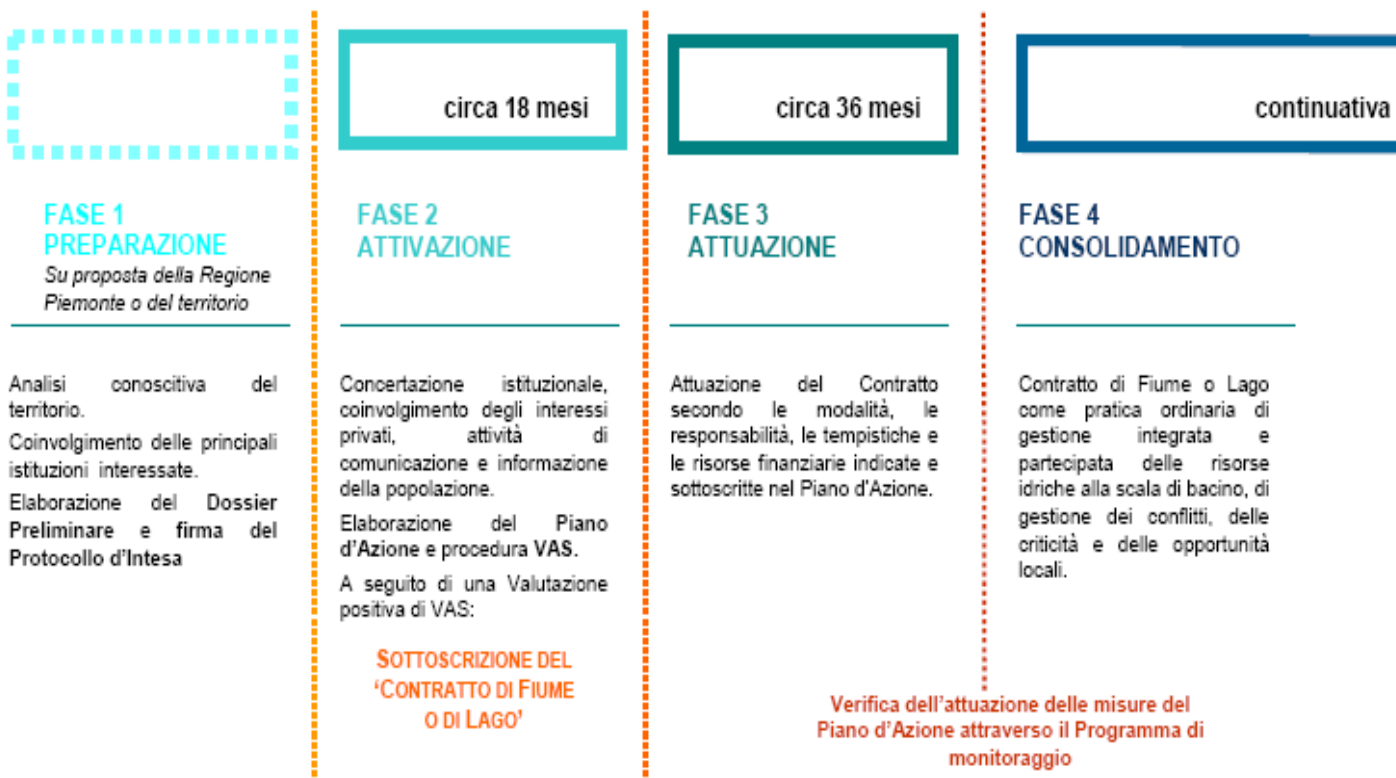 circa 18 mesi
circa 36 mesi
continuativa
FASE 1
PREPARAZIONE
Su proposta della Regione
Piemonte o del territorio
Analisi conoscitiva del
territorio.
Coinvolgimento delle principali
istituzioni interessate.
Elaborazione del Dossier
Preliminare e firma del
Protocollo d'Intesa
FASE 2
ATTIVAZIONE
Concertazione istituzionale,
coinvolgimento degli interessi
privati, attività di
comunicazione e informazione
della popolazione.
Elaborazione del Piano
d'Azione e procedura VAS.
A seguito di una Valutazione
positiva di VAS:
SOTTOSCRIZIONE DEL
‘CONTRATTO DI FIUME
O DI LAGO’
FASE 3
ATTUAZIONE
Attuazione del Contratto
secondo le modalità, le
responsabilità, le tempistiche e
le risorse finanziarie indicate e
sottoscritte nel Piano d'Azione.
FASE 4
CONSOLIDAMENTO
Contratto di Fiume o Lago
come pratica ordinaria di
gestione integrata e
partecipata delle risorse
idriche alla scala di bacino, di
gestione dei conflitti, delle
criticità e delle opportunità
locali.
Verifica dell'attuazione delle misure del
Piano d'Azione attraverso il Programma di
monitoraggio